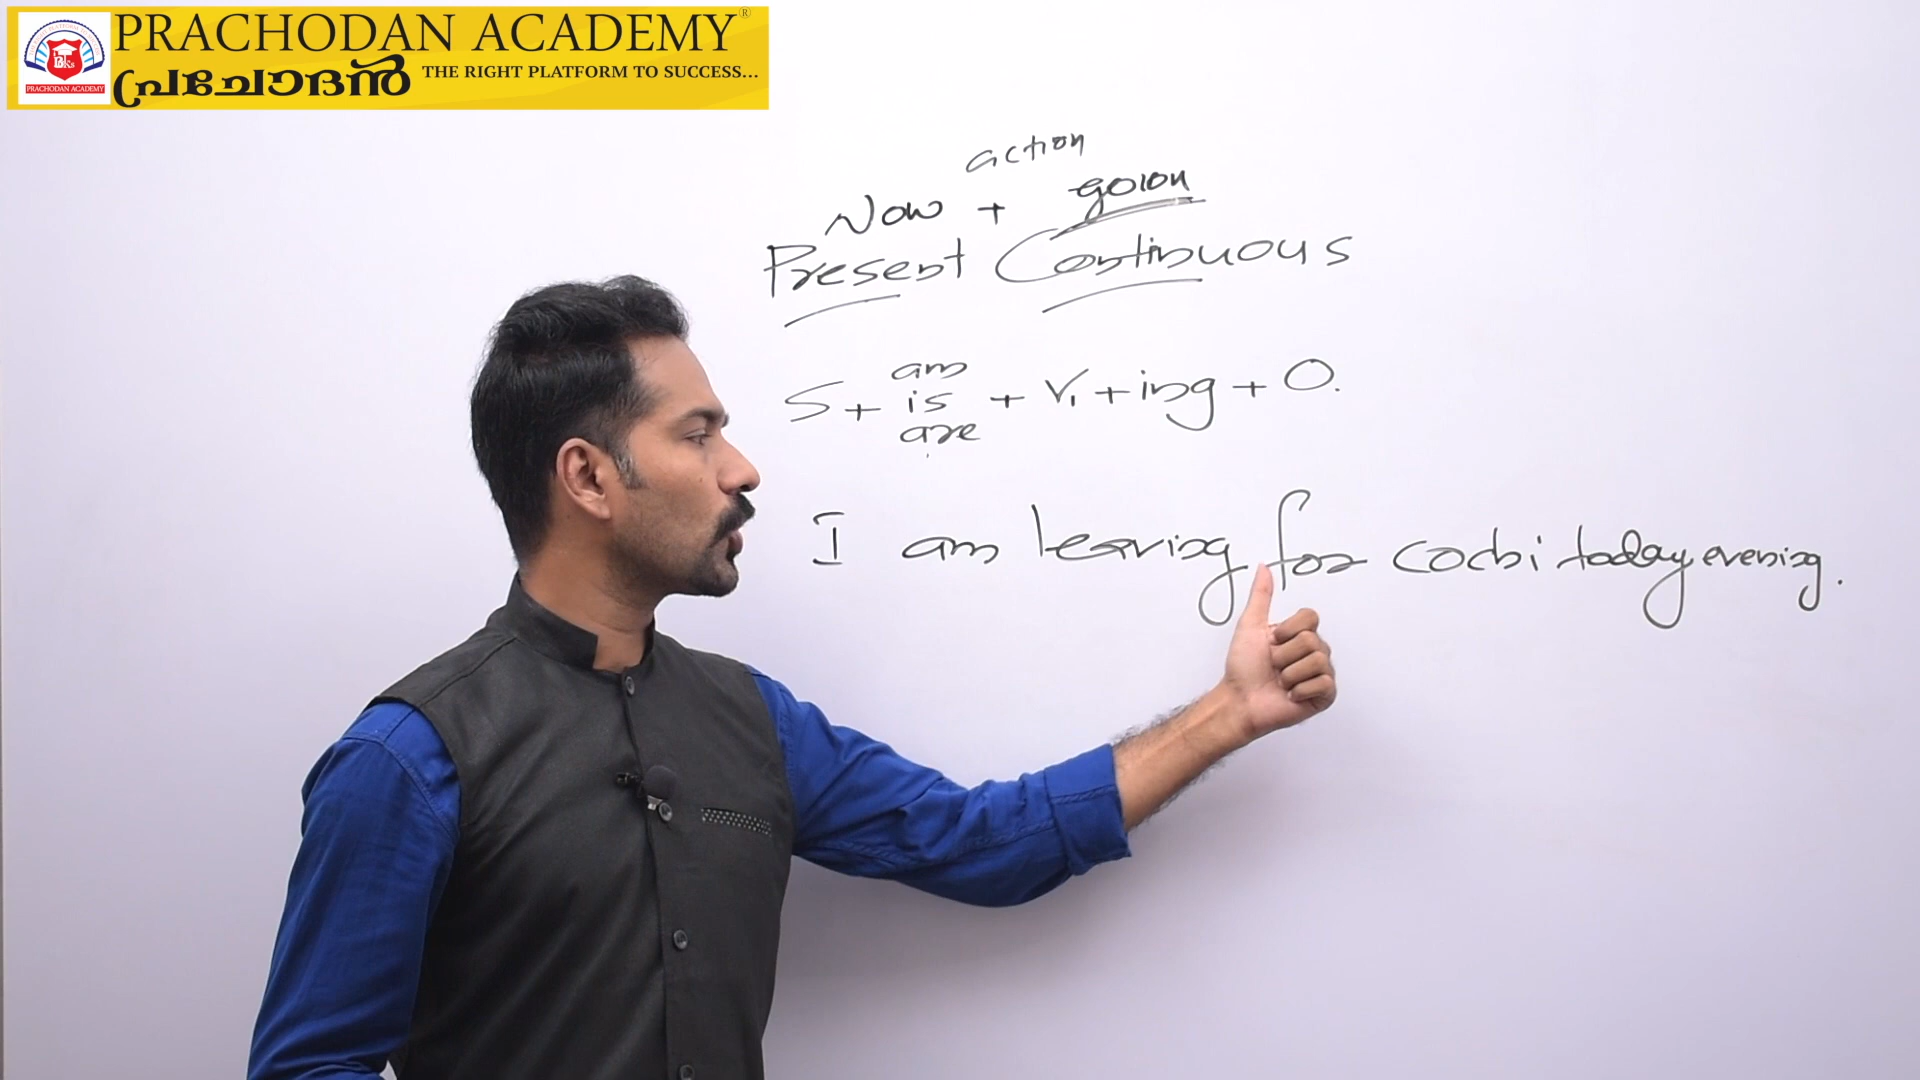 PRACHODAN ACADEMY®
പ്രചോദൻ THE RIGHT PLATFORM TO SUCCESS...
PRACHODAN ACADEMY
action
Now + goion
Present Continuous
am
S + is + V1 + ing + O.
are
I am leaving for cochi today evening.